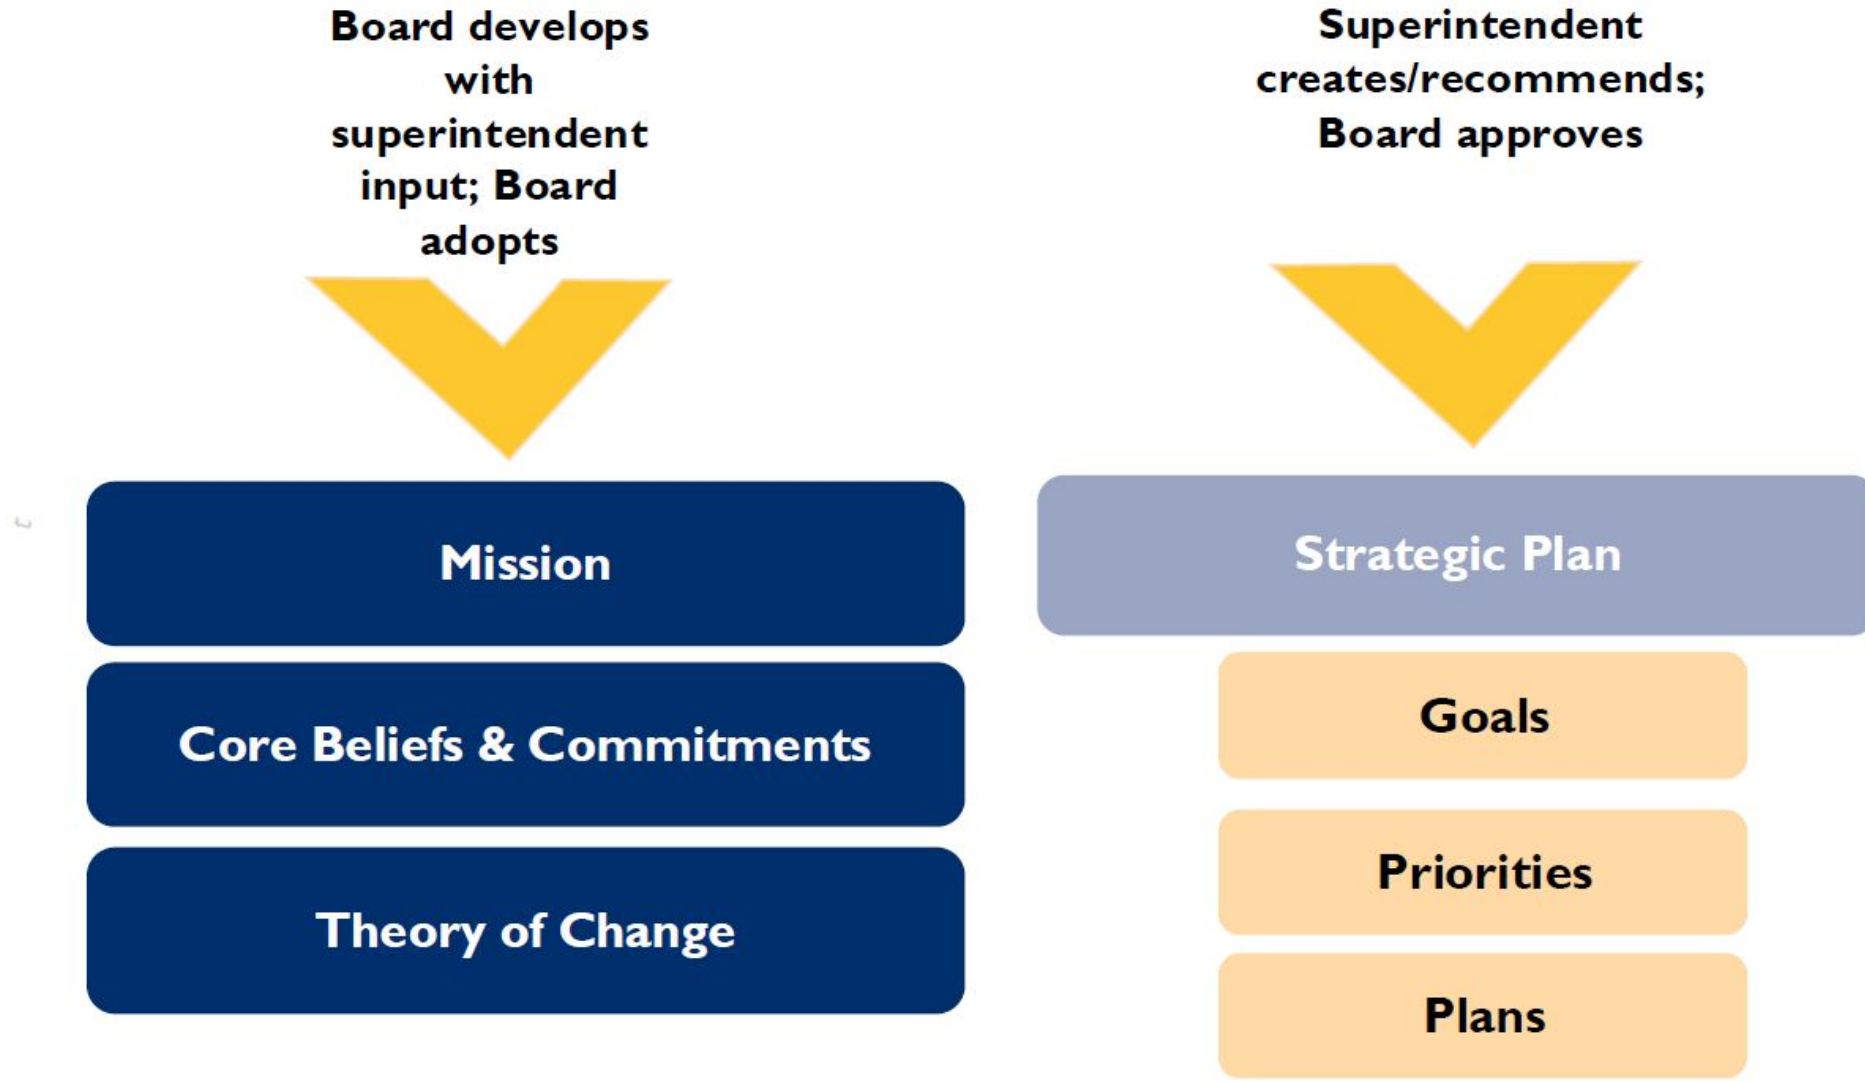 Board develops
with
superintendent
input; Board
adopts
Mission
Core Beliefs & Commitments
Theory of Change
Superintendent
creates/recommends;
Board approves
Strategic Plan
Goals
Priorities
Plans